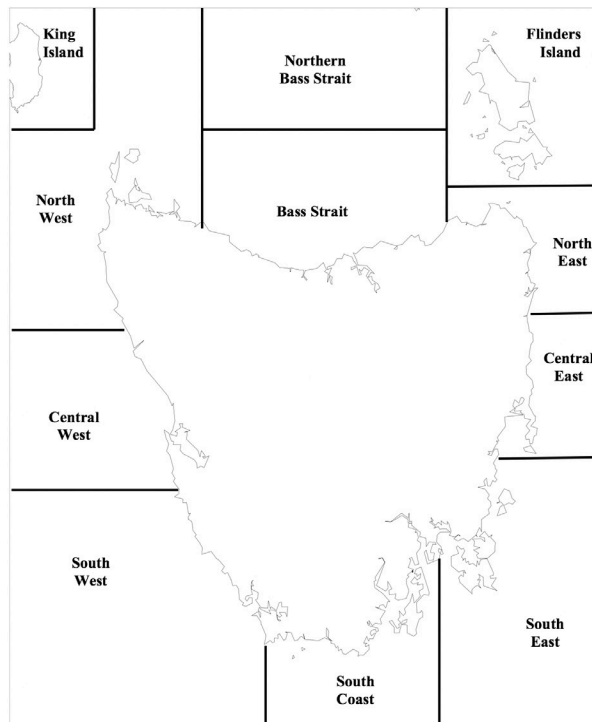 King
Island
Northern
Bass Strait
Flinders
Island
North
West
Bass Strait
North
East
Central
East
Central
West
South
West
South
East
South
Coast